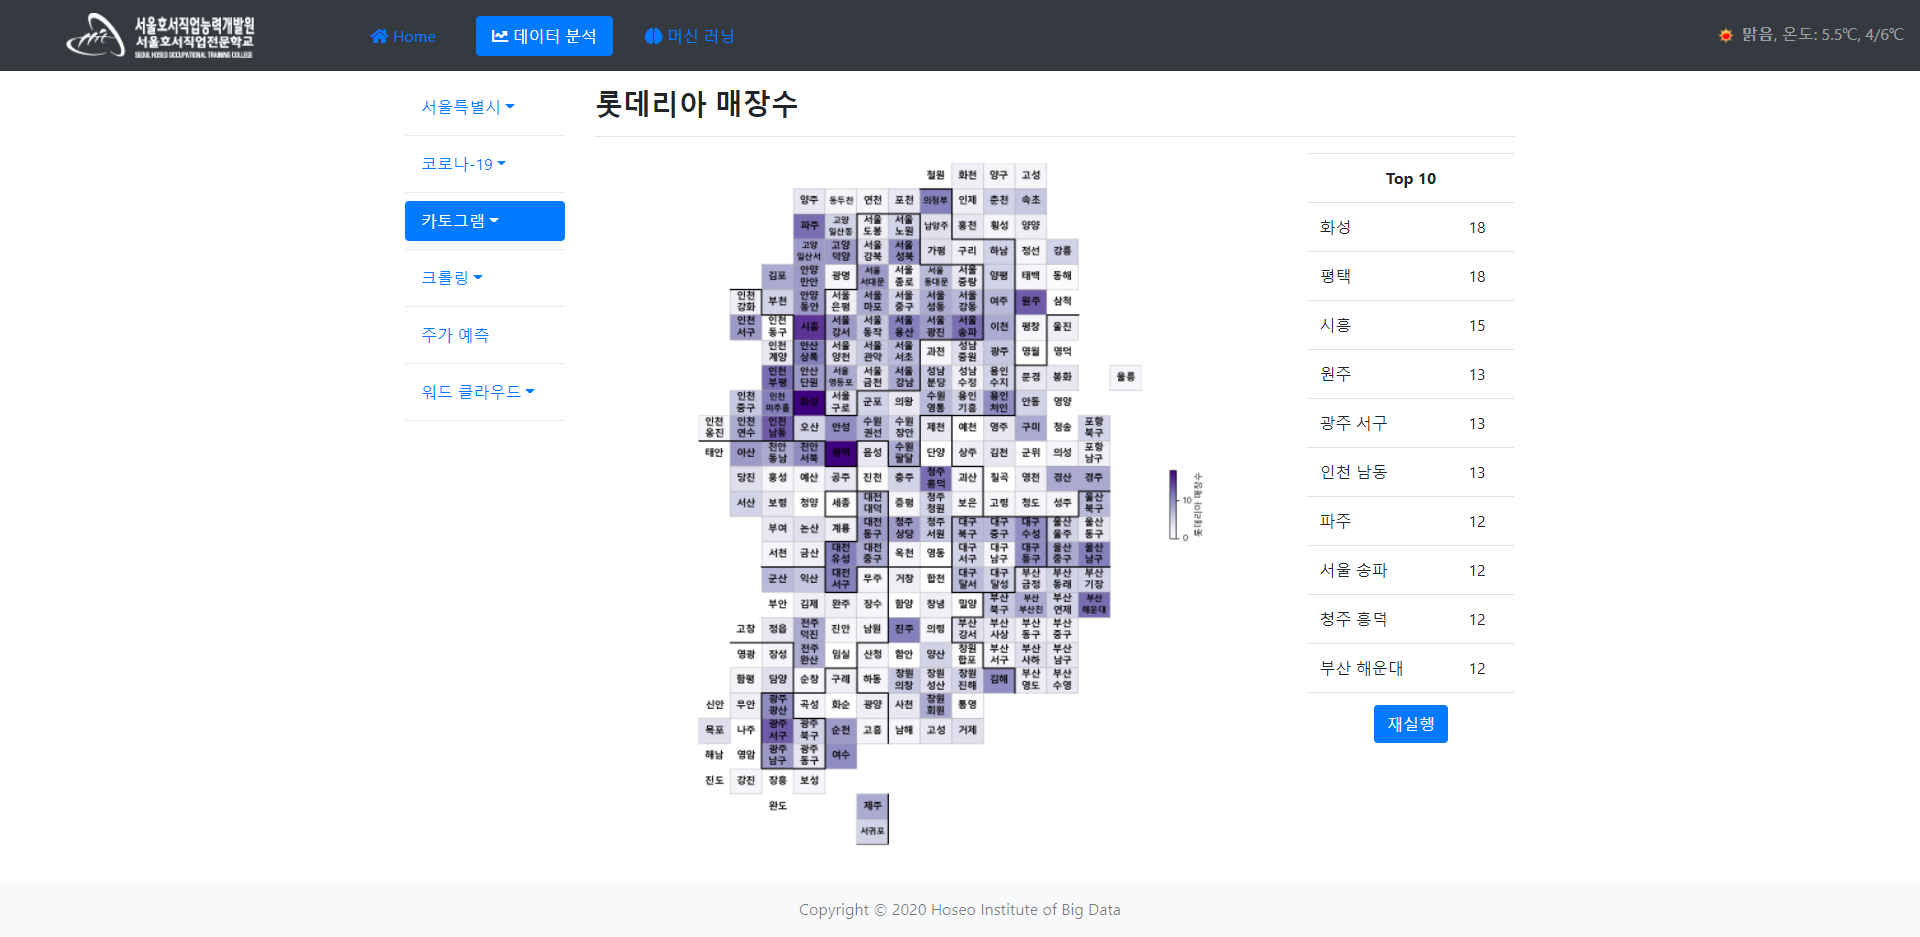 서울호서직업능력개발원
서울호서직업전문학교
SEOUL HOSEO OCCUPATIONAL TRAINING COLLEGE
Home
데이터 분석
머신 러닝
맑음, 온도: 5.5℃, 4/6℃
서울특별시
코로나-19
카토그램
크롤링
주가 예측
워드 클라우드
롯데리아 매장수
철원 화천 양구 고성
양주 동두천 연천 포천 의정부 인제 춘천 속초
파주 고양 일산동 서울 도봉 서울 노원 남양주 홍천 횡성 양양
고양 일산서 고양 덕양 서울 강북 서울 성북 가평 구리 하남 정선 강릉
김포 안양 만안 광명 서울 서대문 서울 종로 서울 동대문 서울 중랑 양평 태백 동해
인천 강화 부천 안양 동안 서울 은평 서울 마포 서울 중구 서울 성동 서울 강동 여주 원주 삼척
인천 서구 인천 동구 시흥 서울 강서 서울 동작 서울 용산 서울 광진 서울 송파 이천 평창 울진
인천 계양 안산 상록 서울 양천 서울 관악 서울 서초 과천 성남 중원 광주 영월 영덕
인천 부평 안산 단원 서울 영등포 서울 금천 서울 강남 성남 분당 성남 수정 용인 수지 문경 봉화 울릉
인천 중구 인천 미추홀 화성 서울 구로 군포 의왕 수원 영통 용인 기흥 용인 처인 안동 영양
인천 옹진 인천 연수 인천 남동 오산 안성 수원 권선 수원 장안 제천 예천 영주 구미 청송 포항 북구
태안 아산 천안 동남 천안 서북 평택 음성 수원 팔달 단양 상주 김천 군위 의성 포항 남구
당진 홍성 예산 공주 진천 충주 청주 흥덕 괴산 칠곡 영천 경산 경주
서산 보령 청양 세종 대전 대덕 증평 청주 청원 보은 고령 청도 성주 울산 북구
부여 논산 계룡 대전 동구 청주 상당 청주 서원 대구 북구 대구 중구 대구 수성 울산 울주 울산 동구
서천 금산 대전 유성 대전 중구 옥천 영동 대구 서구 대구 남구 대구 동구 울산 중구 울산 남구
군산 익산 대전 서구 무주 거창 합천 대구 달서 대구 달성 부산 금정 부산 동래 부산 기장
부안 김제 완주 장수 함양 창녕 밀양 부산 북구 부산 부산진 부산 연제 부산 해운대
고창 정읍 전주 덕진 진안 남원 진주 의령 부산 강서 부산 사상 부산 동구 부산 중구
영광 장성 전주 완산 임실 산청 함안 양산 창원 합포 부산 서구 부산 사하 부산 남구
함평 담양 순창 구례 하동 창원 의창 창원 성산 창원 진해 김해 부산 영도 부산 수영
신안 무안 광주 광산 곡성 화순 광양 사천 창원 회원 통영
목포 나주 광주 서구 광주 북구 순천 고흥 남해 고성 거제
해남 영암 광주 남구 광주 동구 여수
진도 강진 장흥 보성
완도 제주
서귀포
10
0
롯데리아 매장수
Top 10
화성 18
평택 18
시흥 15
원주 13
광주 서구 13
인천 남동 13
파주 12
서울 송파 12
청주 흥덕 12
부산 해운대 12
재실행
Copyright © 2020 Hoseo Institute of Big Data